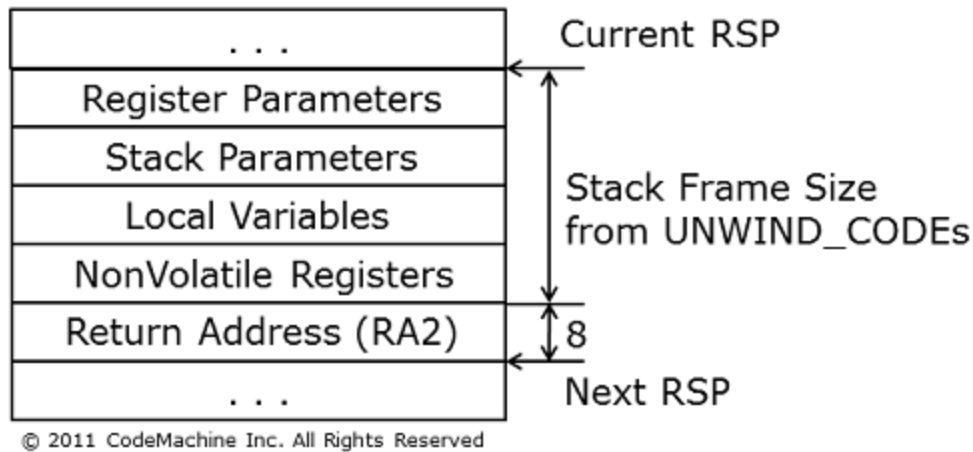 . . .
Current RSP
Register Parameters
Stack Parameters
Local Variables
NonVolatile Registers
Stack Frame Size
from UNWIND_CODEs
Return Address (RA2)
8
. . .
Next RSP
© 2011 CodeMachine Inc. All Rights Reserved